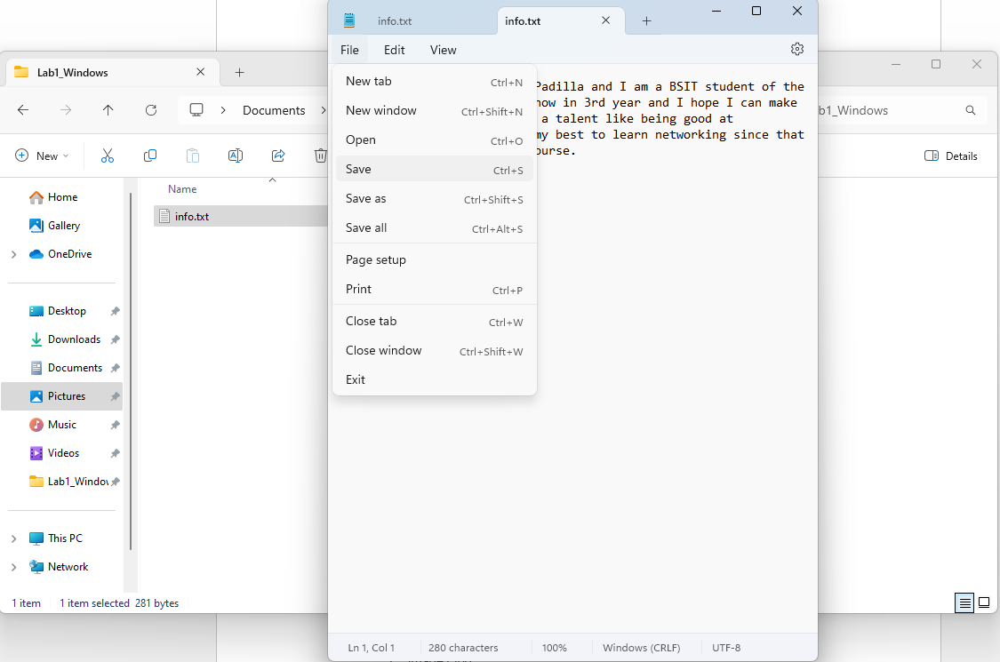 info.txt
info.txt
File Edit View
New tab Ctrl+N
New window Ctrl+Shift+N
Open Ctrl+O
Save Ctrl+S
Save as Ctrl+Shift+S
Save all Ctrl+Alt+S
Page setup
Print Ctrl+P
Close tab Ctrl+W
Close window Ctrl+Shift+W
Exit
Padilla and I am a BSIT student of the
now in 3rd year and I hope I can make
a talent like being good at
my best to learn networking since that
ourse.
Ln 1, Col 1 280 characters 100% Windows (CRLF) UTF-8
Lab1_Windows
Documents
b1_Windows
New
Details
Name
info.txt
Home
Gallery
OneDrive
Desktop
Downloads
Documents
Pictures
Music
Videos
Lab1_Window
This PC
Network
1 item 1 item selected 281 bytes